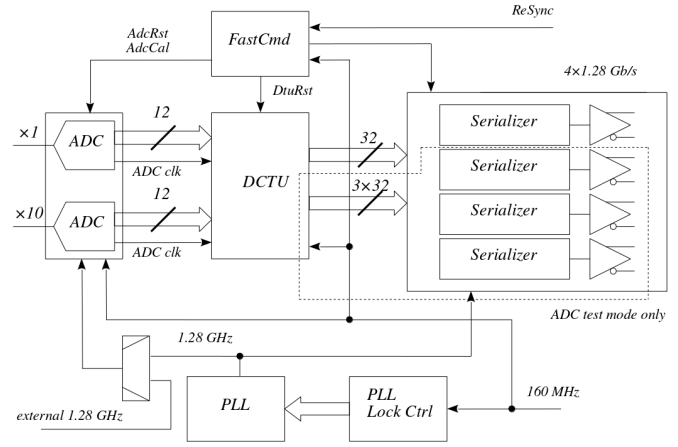 ReSync
AdcRst
AdcCal
FastCmd
DtuRst
4×1.28 Gb/s
×1
ADC
12
ADC clk
DCTU
32
3×32
Serializer
Serializer
Serializer
Serializer
×10
ADC
12
ADC clk
ADC test mode only
1.28 GHz
external 1.28 GHz
PLL
PLL
Lock Ctrl
160 MHz